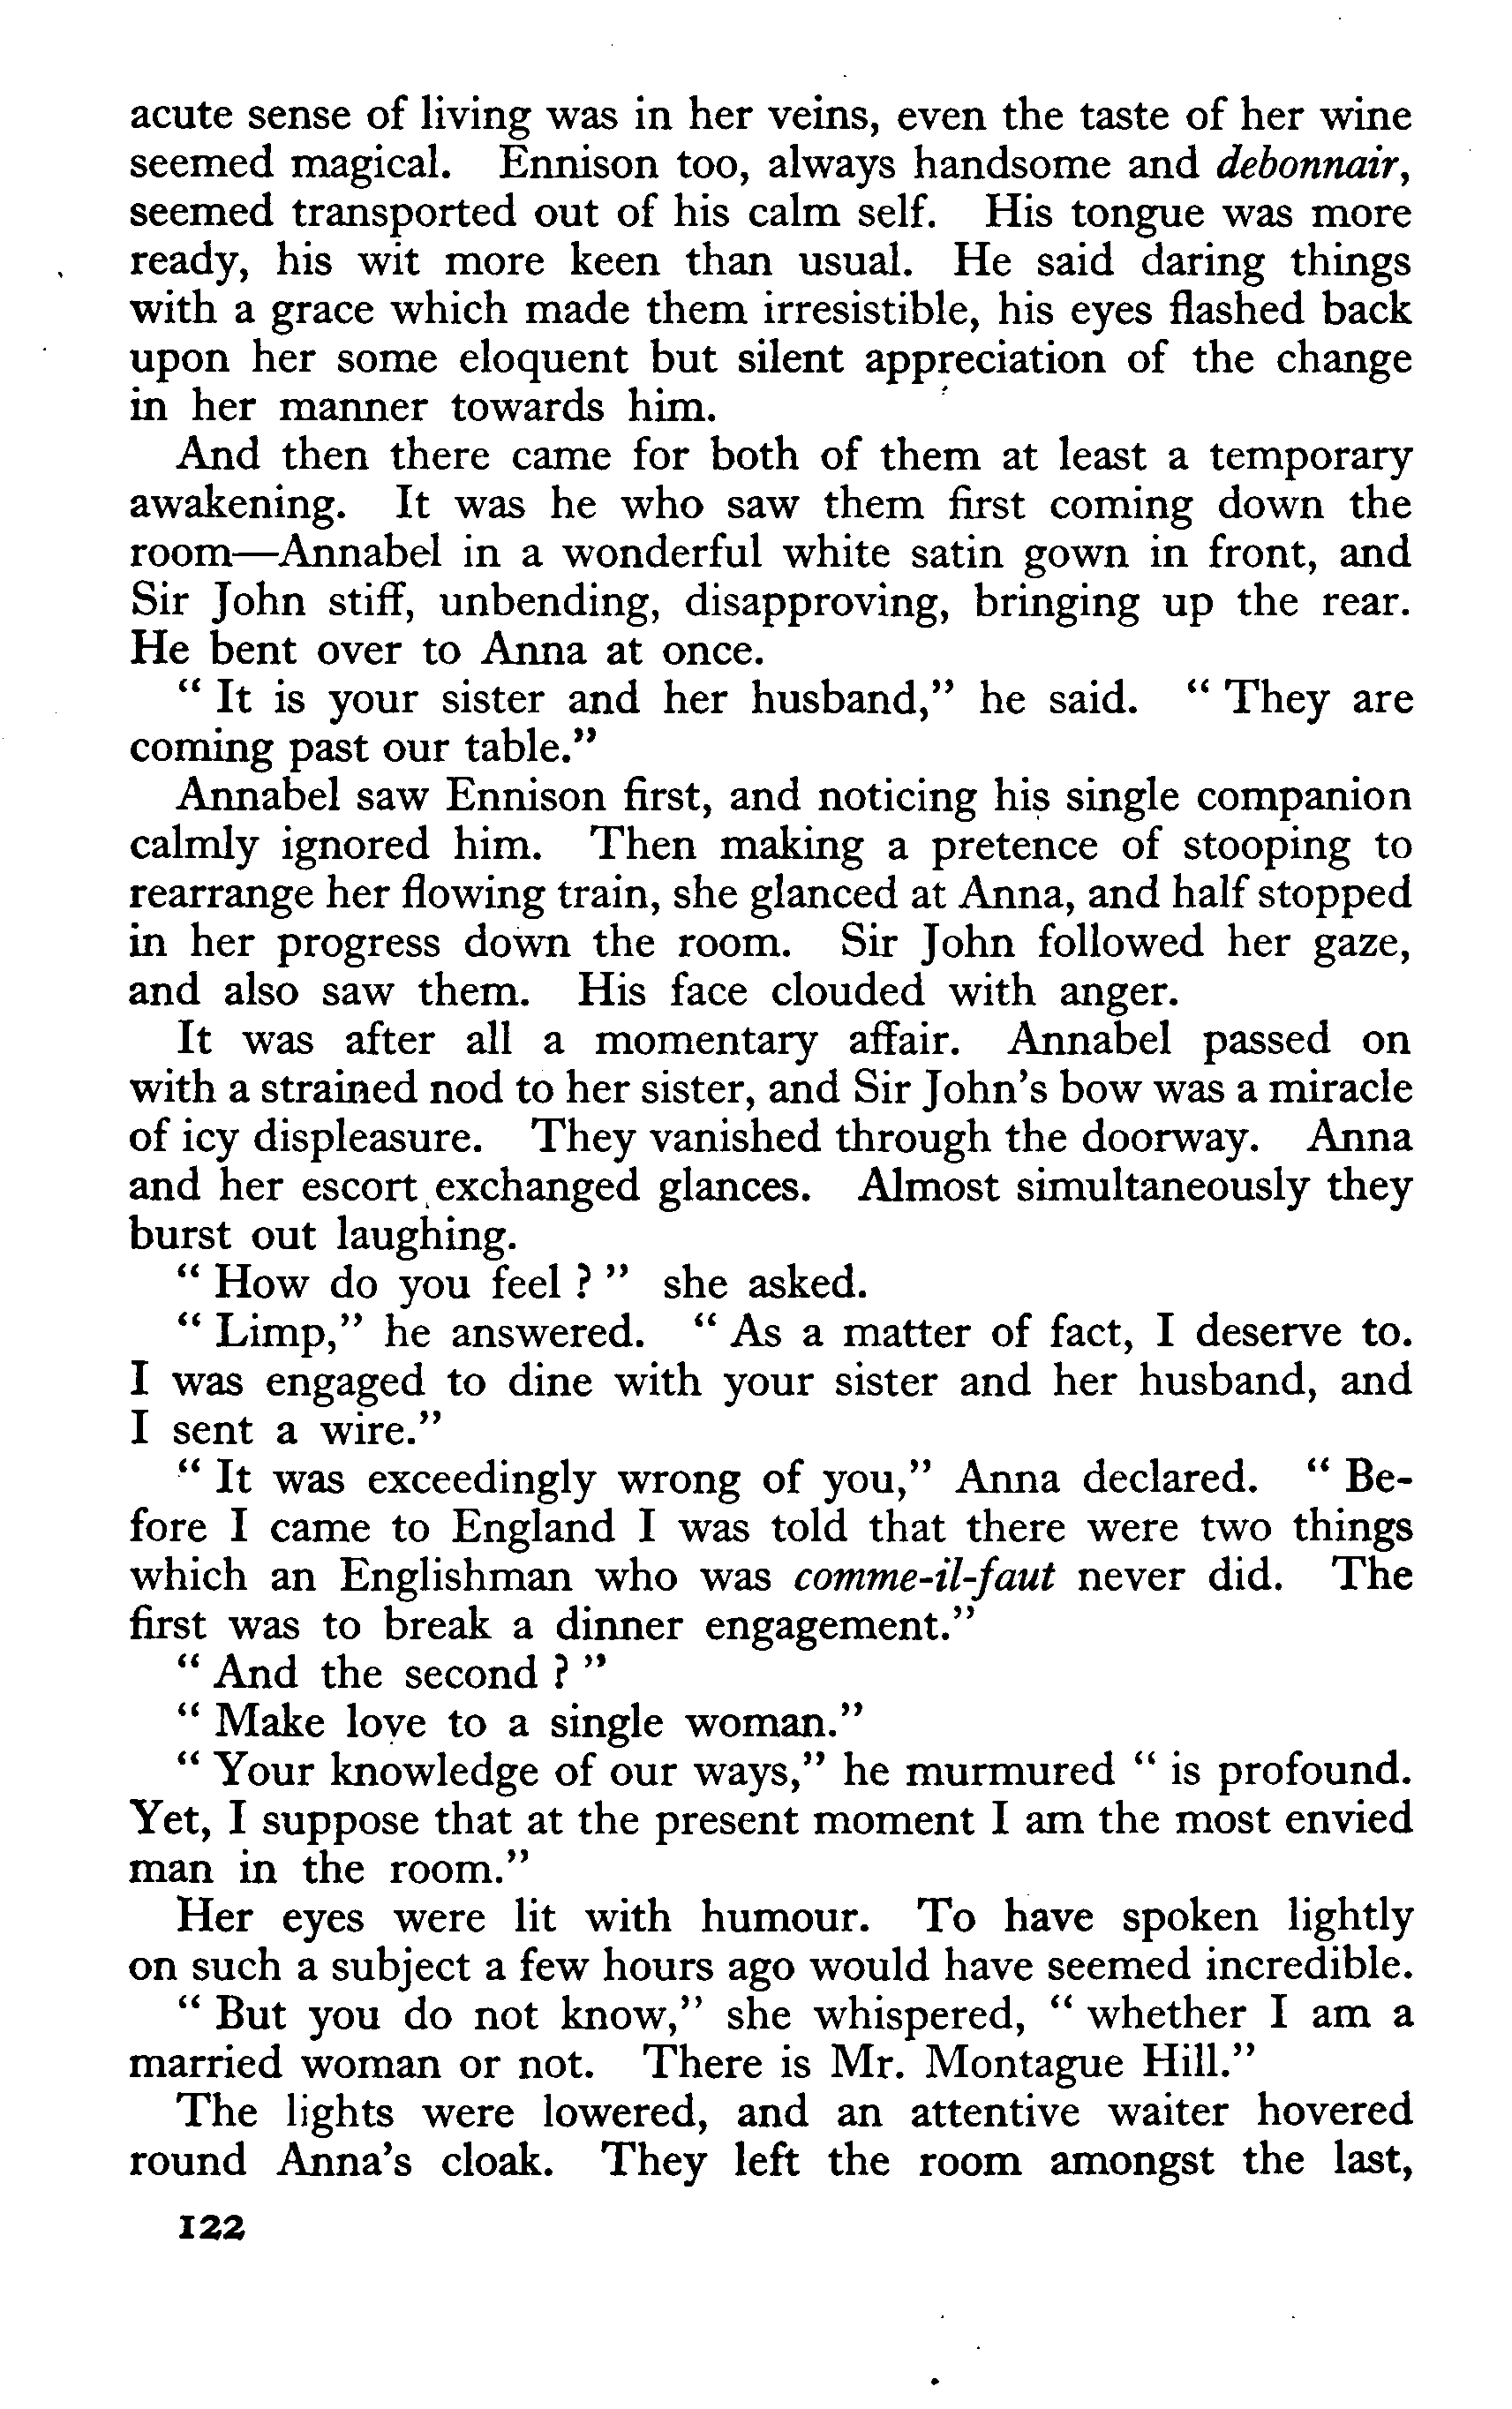 acute sense of living was in her veins, even the taste of her wine
seemed magical. Ennison too, always handsome and debonnair,
seemed transported out of his calm self. His tongue was more
ready, his wit more keen than usual. He said daring things
with a grace which made them irresistible, his eyes flashed back
upon her some eloquent but silent appreciation of the change
in her manner towards him.
And then there came for both of them at least a temporary
awakening. It was he who saw them first coming down the
room—Annabel in a wonderful white satin gown in front, and
Sir John stiff, unbending, disapproving, bringing up the rear.
He bent over to Anna at once.
“ It is your sister and her husband,” he said. “ They are
coming past our table.”
Annabel saw Ennison first, and noticing his single companion
calmly ignored him. Then making a pretence of stooping to
rearrange her flowing train, she glanced at Anna, and half stopped
in her progress down the room. Sir John followed her gaze,
and also saw them. His face clouded with anger.
It was after all a momentary affair. Annabel passed on
with a strained nod to her sister, and Sir John’s bow was a miracle
of icy displeasure. They vanished through the doorway. Anna
and her escort exchanged glances. Almost simultaneously they
burst out laughing.
“ How do you feel ? ” she asked.
“ Limp,” he answered. “ As a matter of fact, I deserve to.
I was engaged to dine with your sister and her husband, and
I sent a wire.”
“ It was exceedingly wrong of you,” Anna declared. “ Be-
fore I came to England I was told that there were two things
which an Englishman who was comme-il-faut never did. The
first was to break a dinner engagement.”
“ And the second ? ”
“ Make love to a single woman.”
“ Your knowledge of our ways,” he murmured “ is profound.
Yet, I suppose that at the present moment I am the most envied
man in the room.”
Her eyes were lit with humour. To have spoken lightly
on such a subject a few hours ago would have seemed incredible.
“ But you do not know,” she whispered, “ whether I am a
married woman or not. There is Mr. Montague Hill.”
The lights were lowered, and an attentive waiter hovered
round Anna’s cloak. They left the room amongst the last,
122